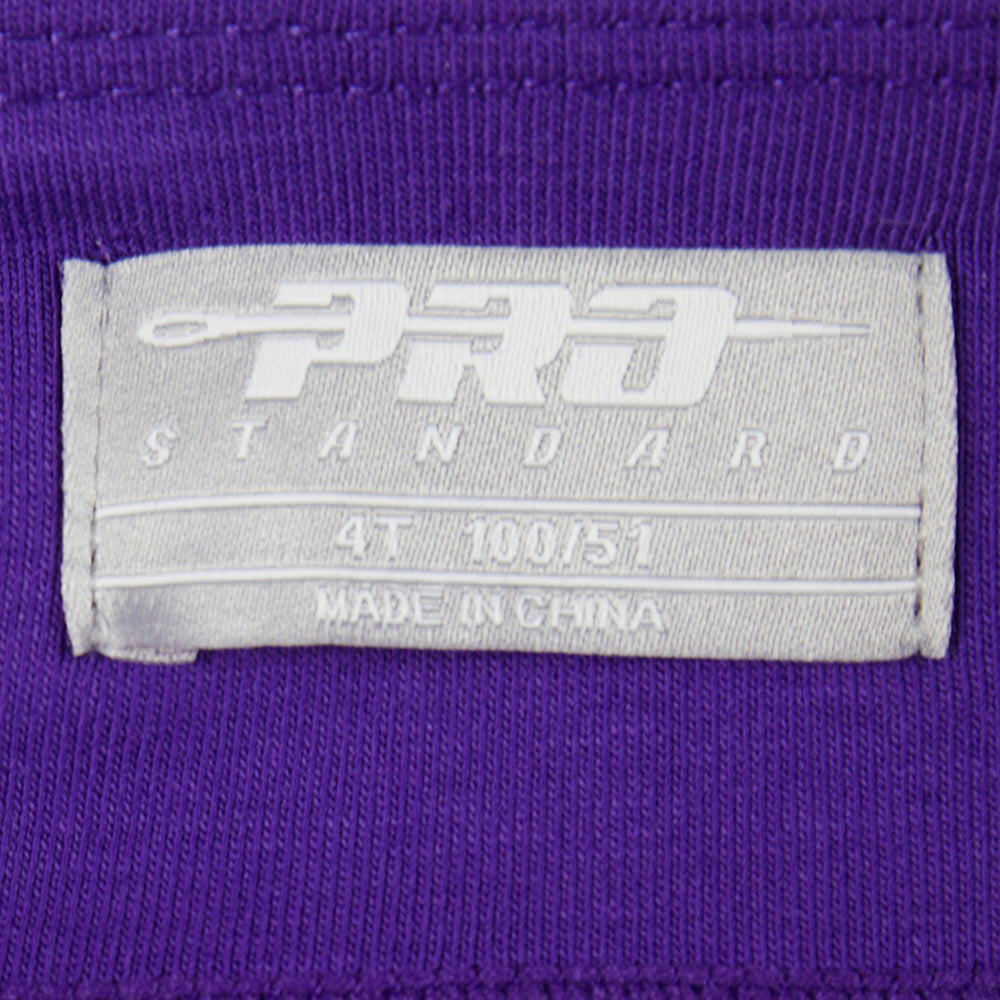 PRO
STANDARD
4T 100/51
MADE IN CHINA